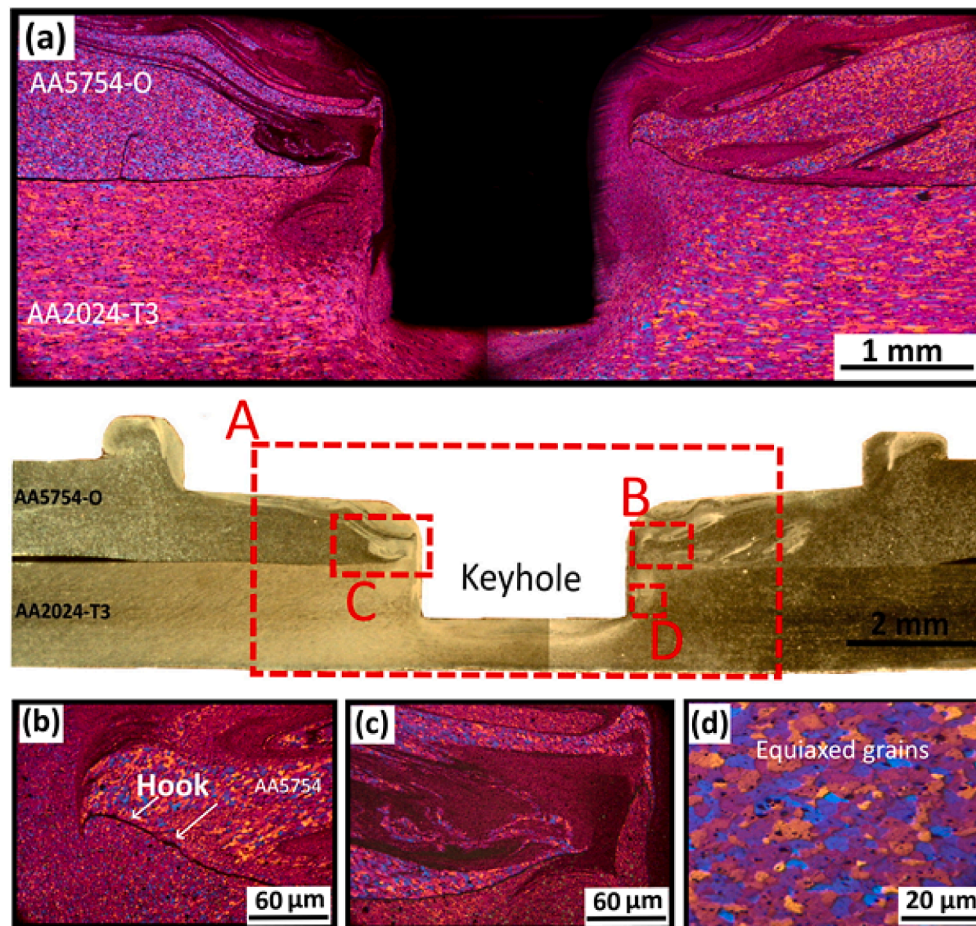 (a)
AA5754-O
AA2024-T3
1 mm
A
AA5754-O
B
Keyhole
C
AA2024-T3
D
2 mm
(b)
Hook
AA5754
60 µm
(c)
60 µm
(d)
Equiaxed grains
20 µm